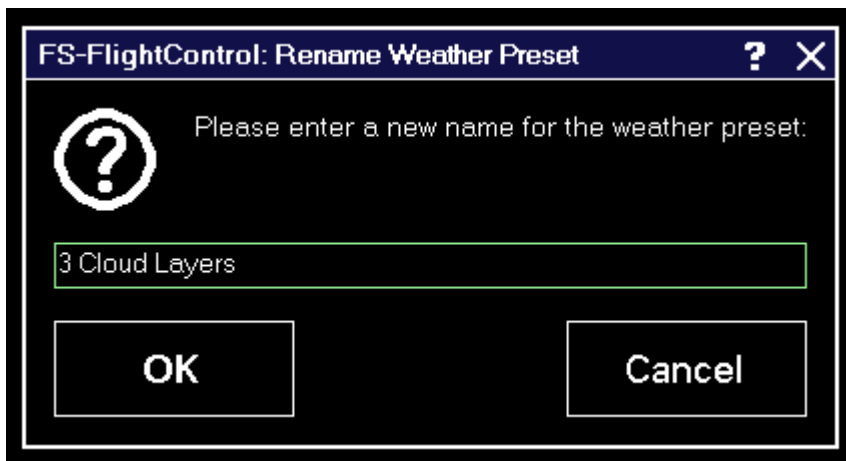 FS-FlightControl: Rename Weather Preset ? X
? Please enter a new name for the weather preset:
3 Cloud Layers
OK Cancel